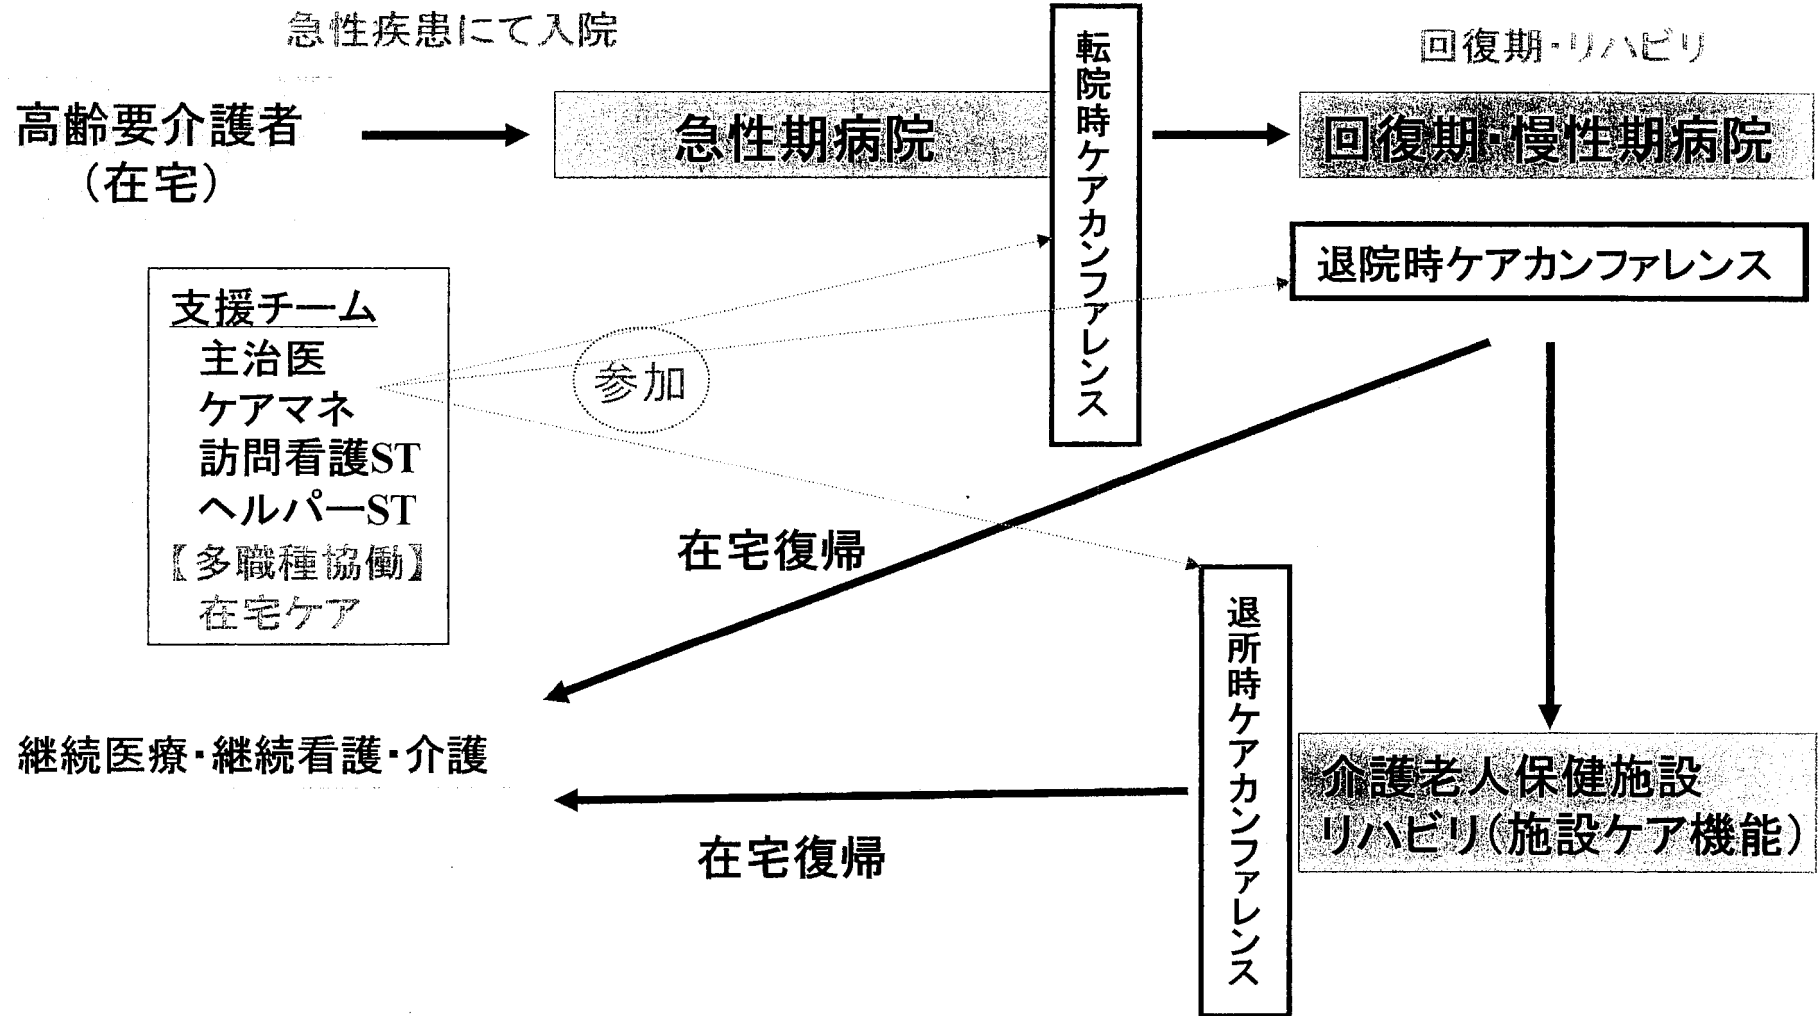 急性疾患にて入院
回復期・リハビリ
高齢要介護者
(在宅)
急性期病院
転院時ケアカンファレンス
回復期・慢性期病院
退院時ケアカンファレンス
支援チーム
主治医
ケアマネ
訪問看護ST
ヘルパーST
【多職種協働】
在宅ケア
参加
在宅復帰
退所時ケアカンファレンス
継続医療・継続看護・介護
介護老人保健施設
リハビリ(施設ケア機能)
在宅復帰